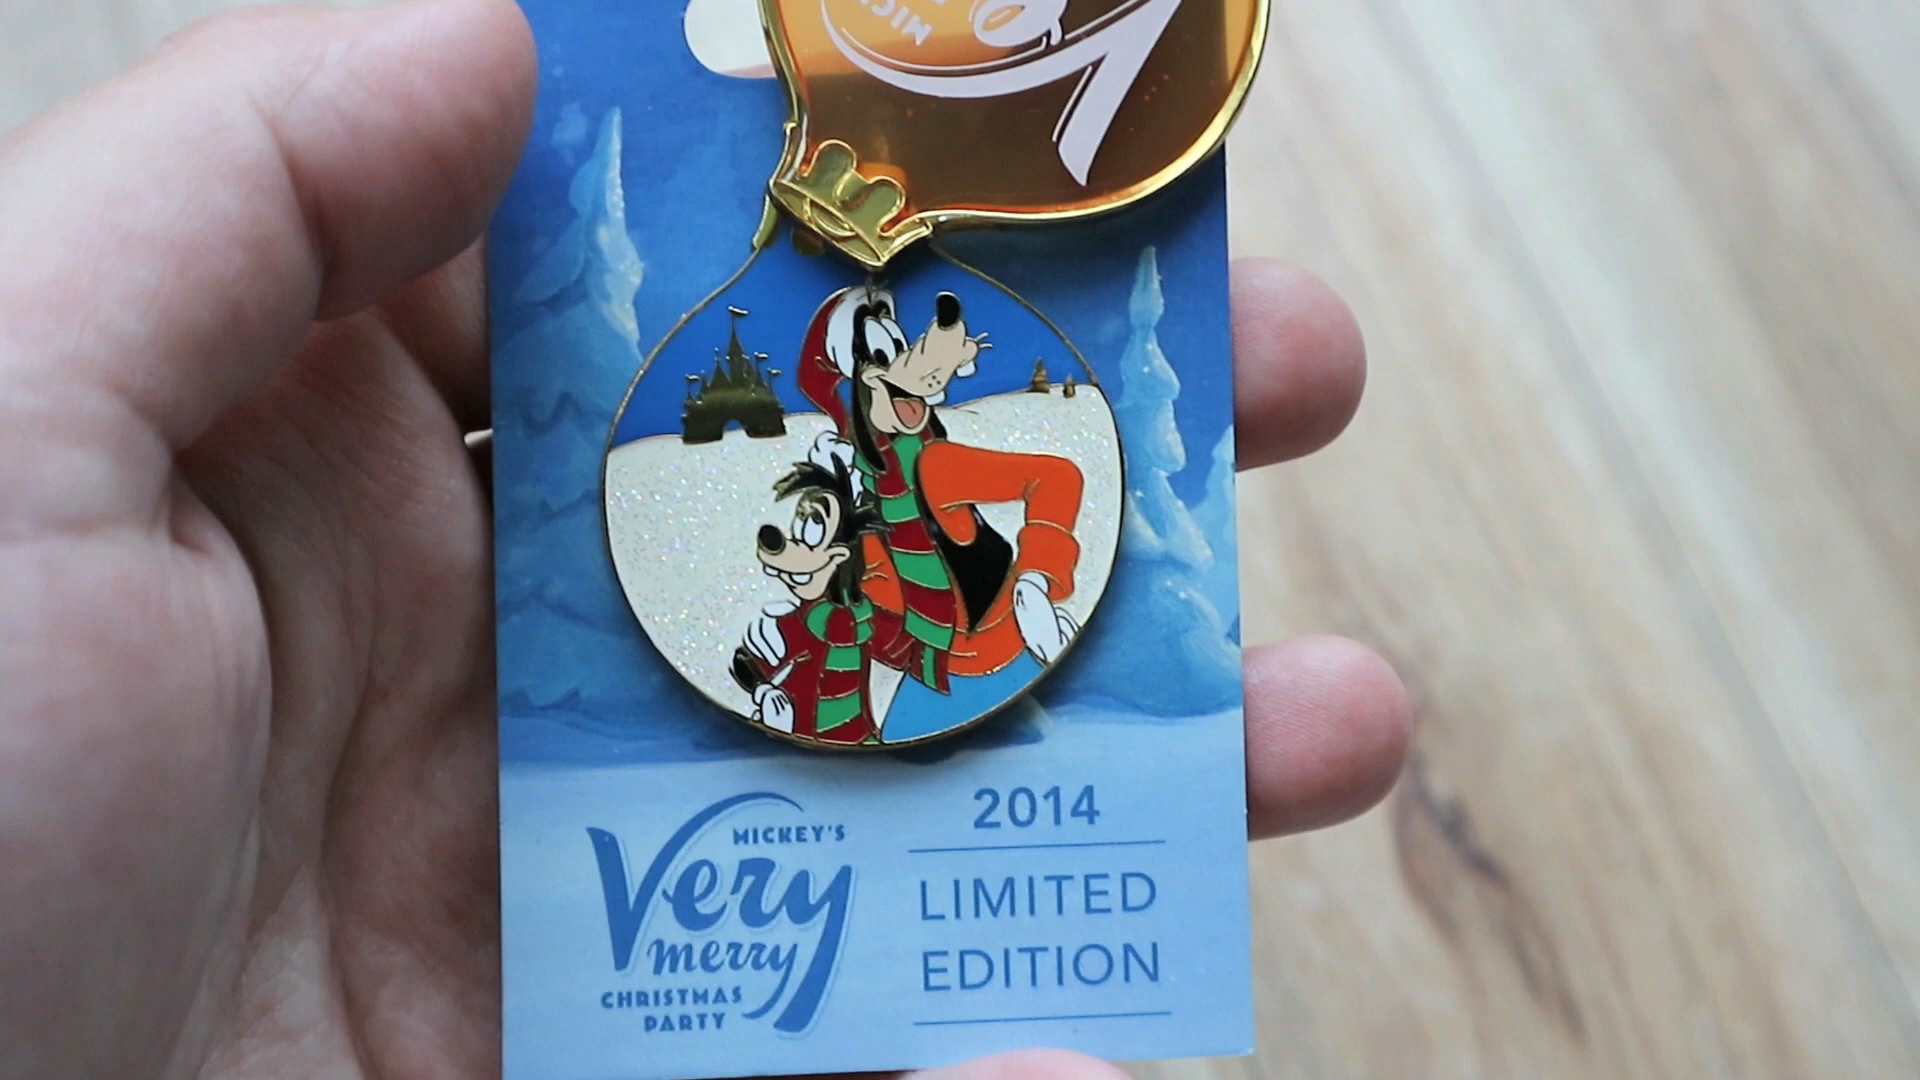 MICKEY'S
Very
merry
CHRISTMAS
PARTY
2014
LIMITED
EDITION